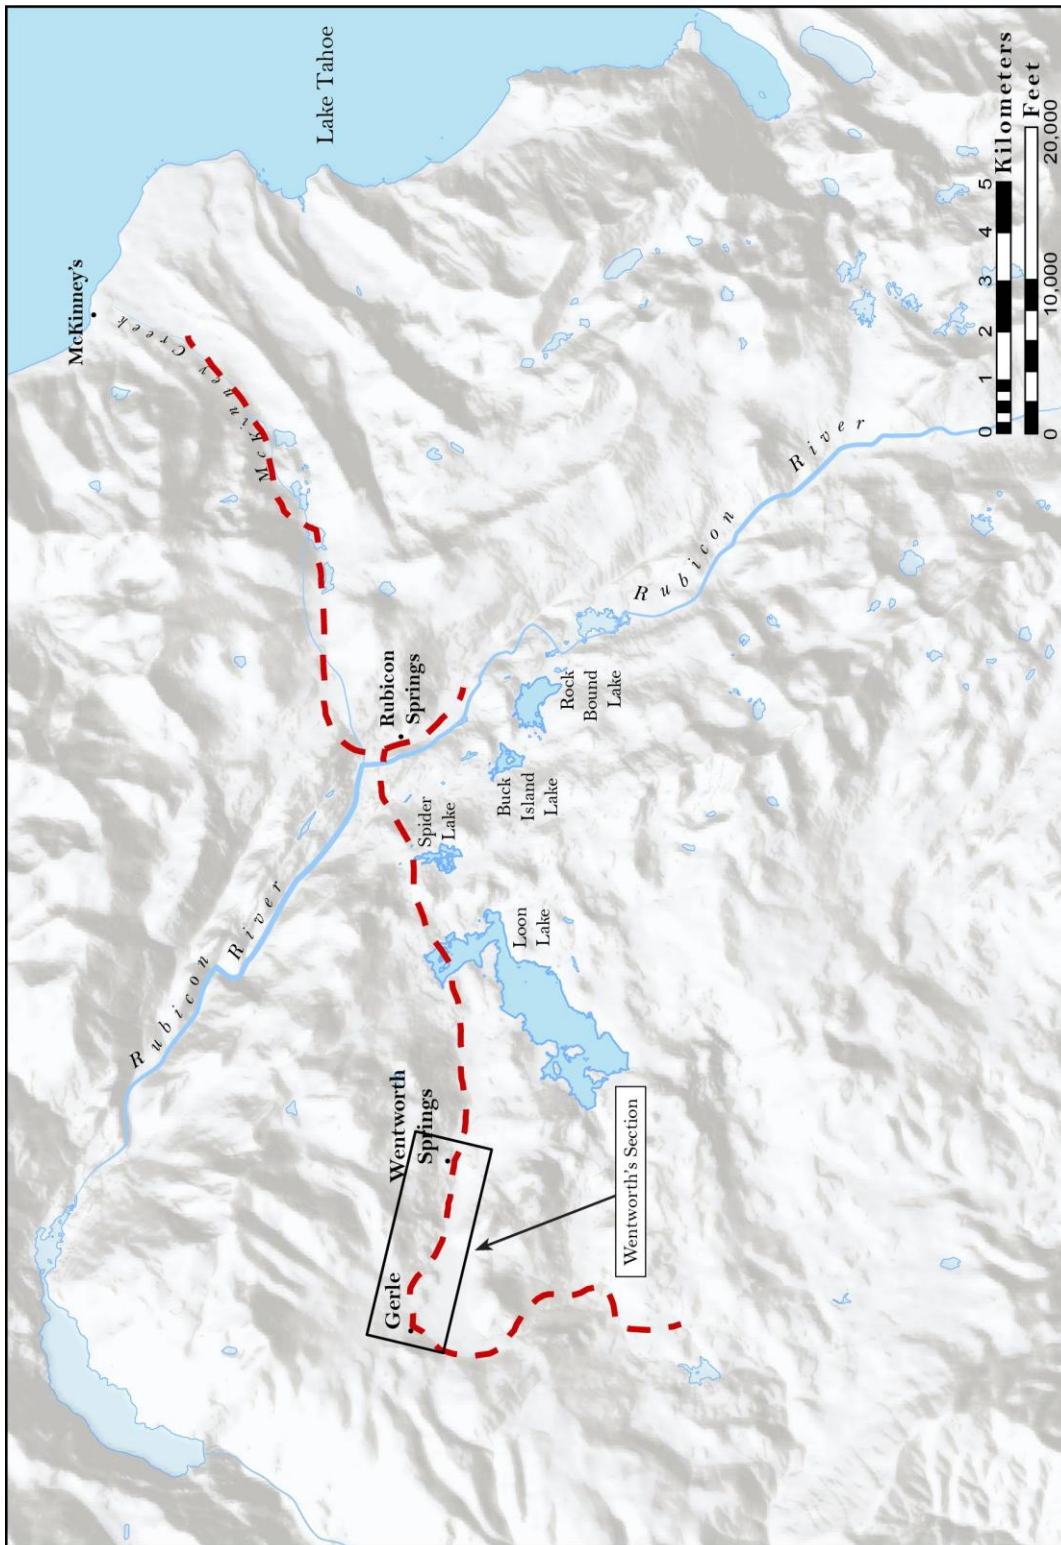 McKinney's
Lake Tahoe
McKinney Creek
Rubicon
Springs
Rubicon River
Rubicon River
Spider
Lake
Buck
Island
Lake
Rock
Bound
Lake
Loon
Lake
Wentworth
Springs
Gerle
Wentworth's Section
0 1 2 3 4 5
Kilometers
Feet
0 10,000 20,000